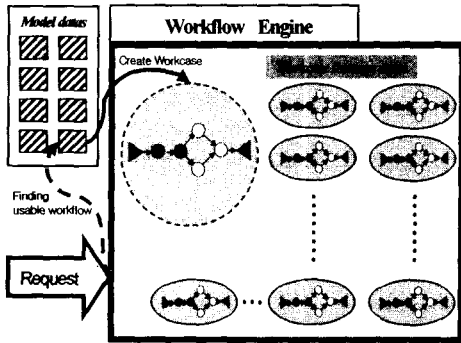 Model datas
Workflow Engine
Create Workcase
Finding
usable workflow
Request